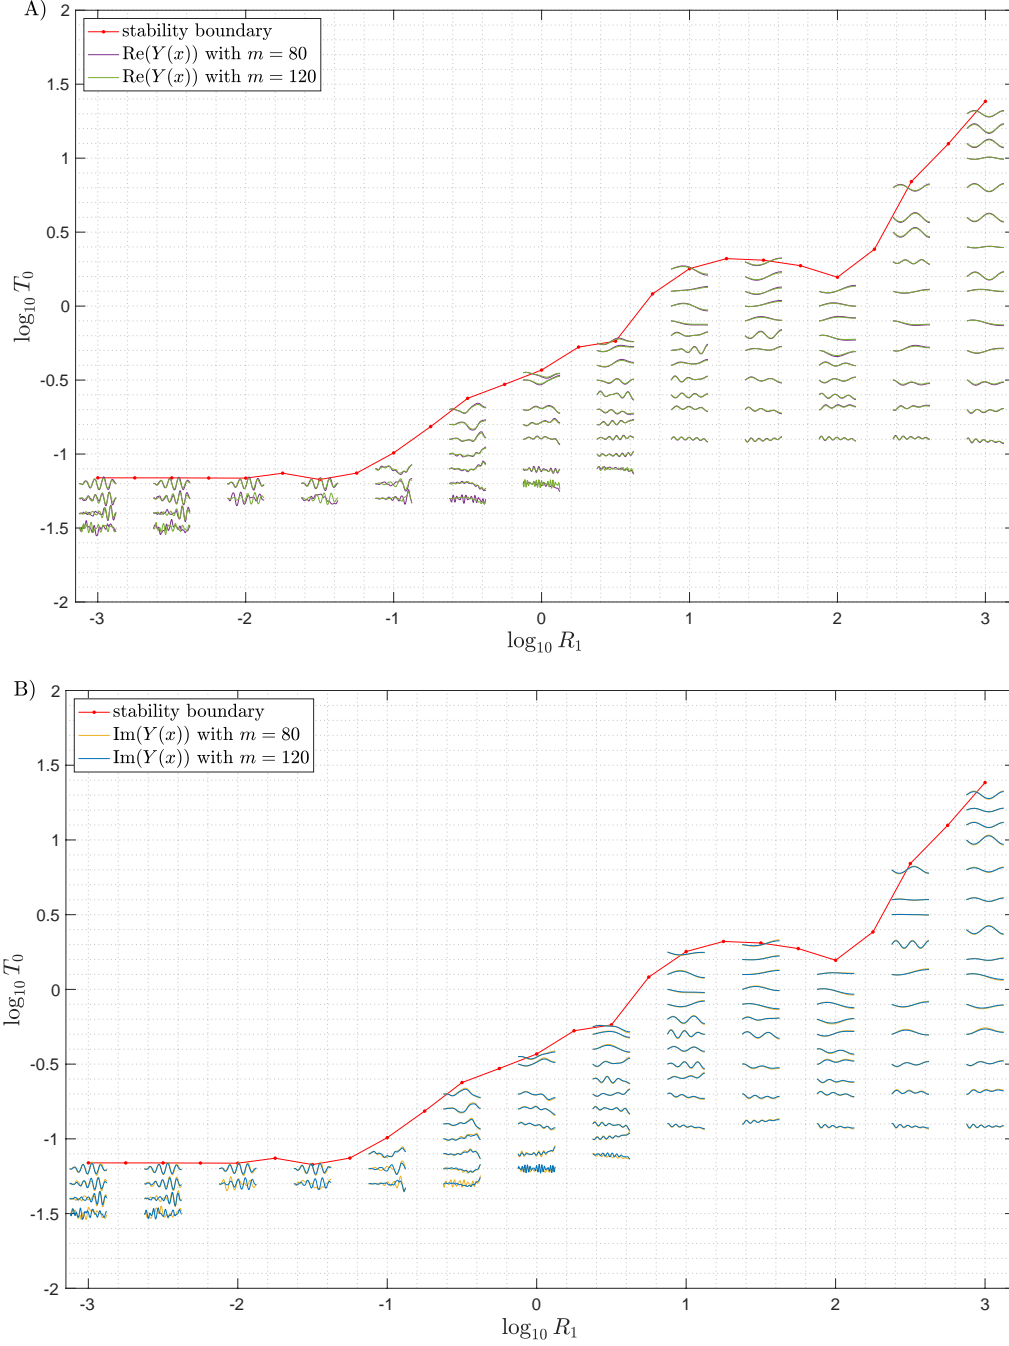 A)
2
1.5
1
0.5
0
-0.5
-1
-1.5
-2
log₁₀ T₀
stability boundary
Re(Y(x)) with m = 80
Re(Y(x)) with m = 120
-3 -2 -1 0 1 2 3
log₁₀ R₁
B)
2
1.5
1
0.5
0
-0.5
-1
-1.5
-2
log₁₀ T₀
stability boundary
Im(Y(x)) with m = 80
Im(Y(x)) with m = 120
-3 -2 -1 0 1 2 3
log₁₀ R₁